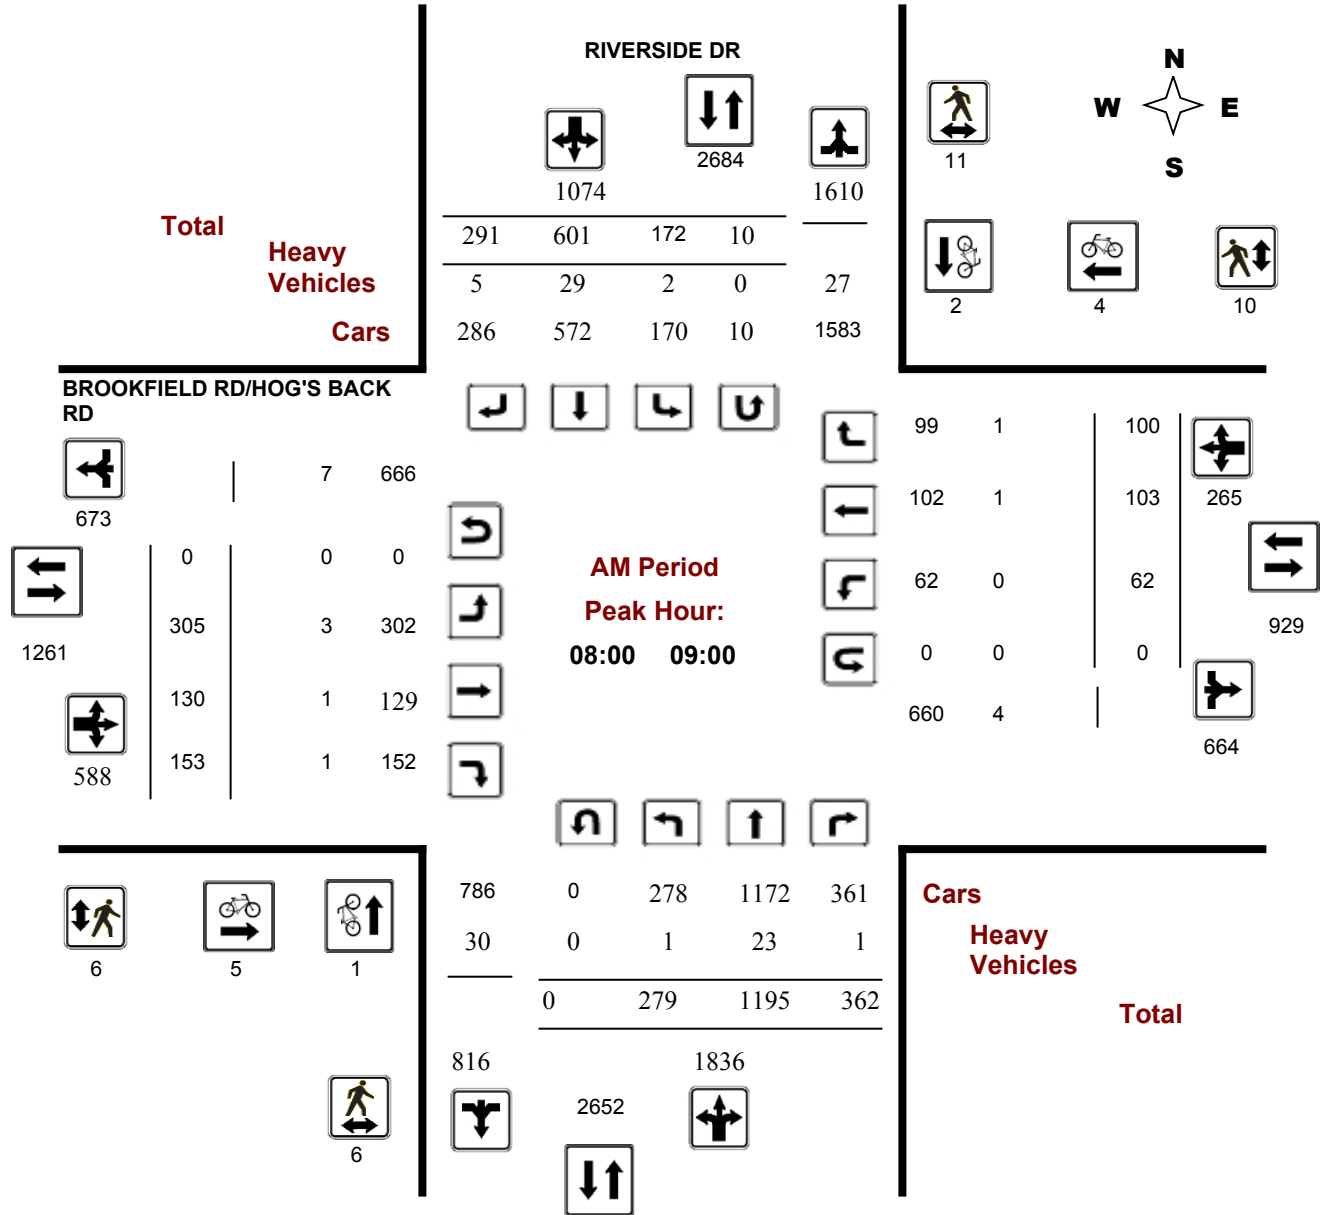 RIVERSIDE DR
N
W E
S
2684
11
1074 1610
Total 291 601 172 10
Heavy
Vehicles 5 29 2 0 27
2 4 10
Cars 286 572 170 10 1583
BROOKFIELD RD/HOG'S BACK
RD
99 1 100
7 666
265
673
102 1 103
0 0 0
AM Period
62 0 62
Peak Hour:
305 3 302
929
1261
08:00 09:00
0 0 0
130 1 129
660 4
664
153 1 152
588
786 0 278 1172 361 Cars
30 0 1 23 1 Heavy
Vehicles
6 5 1
0 279 1195 362 Total
816 1836
2652
6